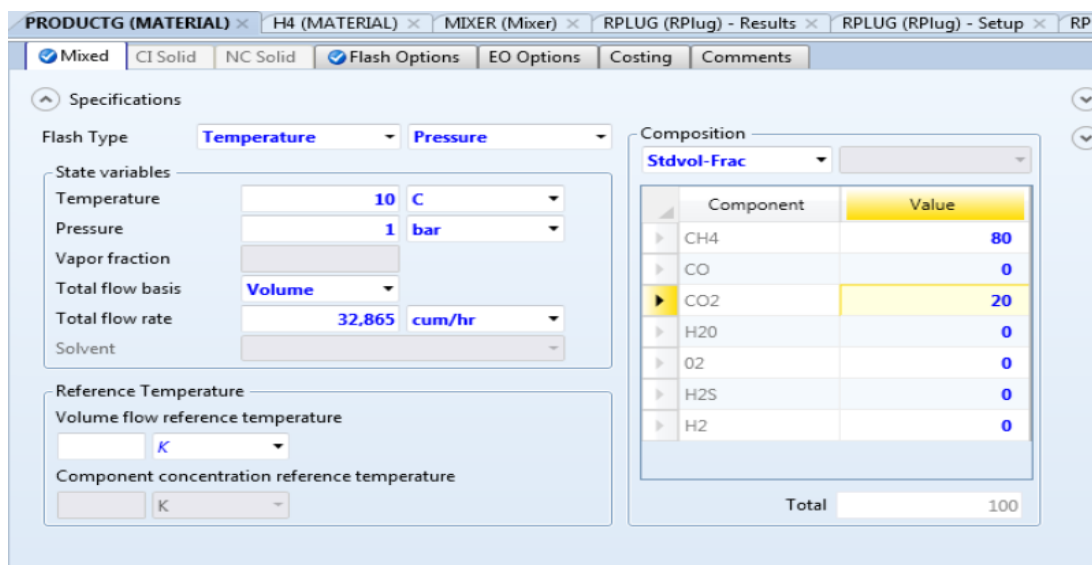 PRODUCTG (MATERIAL) × H4 (MATERIAL) × MIXER (Mixer) × RPLUG (RPlug) - Results × RPLUG (RPlug) - Setup × RP
Mixed CI Solid NC Solid Flash Options EO Options Costing Comments
Specifications
Flash Type Temperature Pressure
State variables
Temperature 10 C
Pressure 1 bar
Vapor fraction
Total flow basis Volume
Total flow rate 32,865 cum/hr
Solvent
Reference Temperature
Volume flow reference temperature
K
Component concentration reference temperature
K
Composition
Stdvol-Frac
Component Value
CH4 80
CO 0
CO2 20
H20 0
02 0
H2S 0
H2 0
Total 100